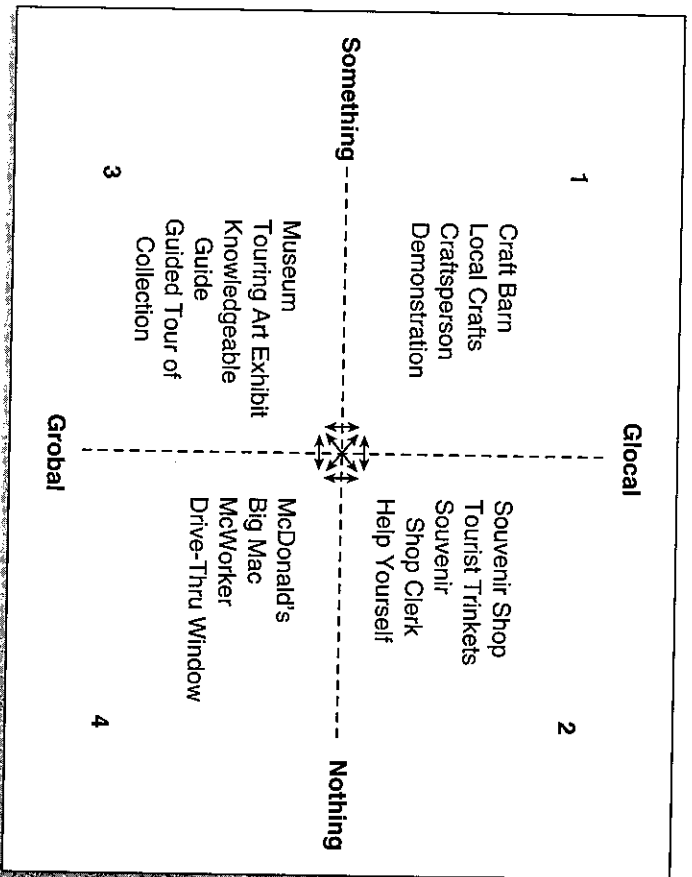 Glocal
1
2
Craft Barn
Local Crafts
Craftsperson
Demonstration
Souvenir Shop
Tourist Trinkets
Souvenir
Shop Clerk
Help Yourself
Something
Nothing
Museum
Touring Art Exhibit
Knowledgeable
Guide
Guided Tour of
Collection
McDonald's
Big Mac
McWorker
Drive-Thru Window
3
4
Grobal